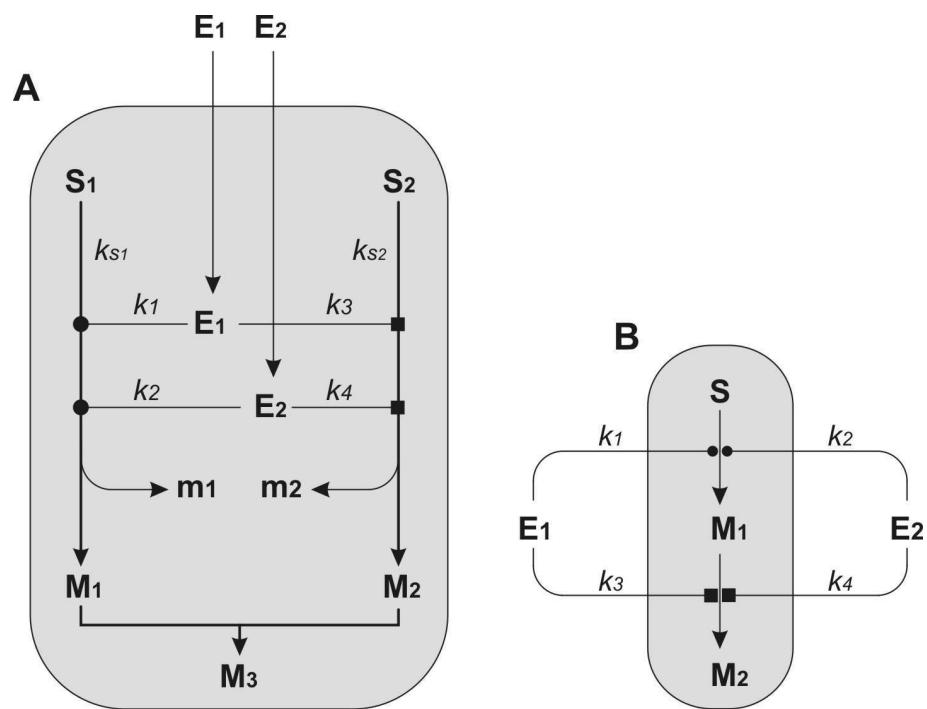 E1 E2
A
S1 S2
ks1 ks2
k1 E1 k3
k2 E2 k4
m1 m2
M1 M2
M3
B
S
k1 k2
E1 M1 E2
k3 k4
M2